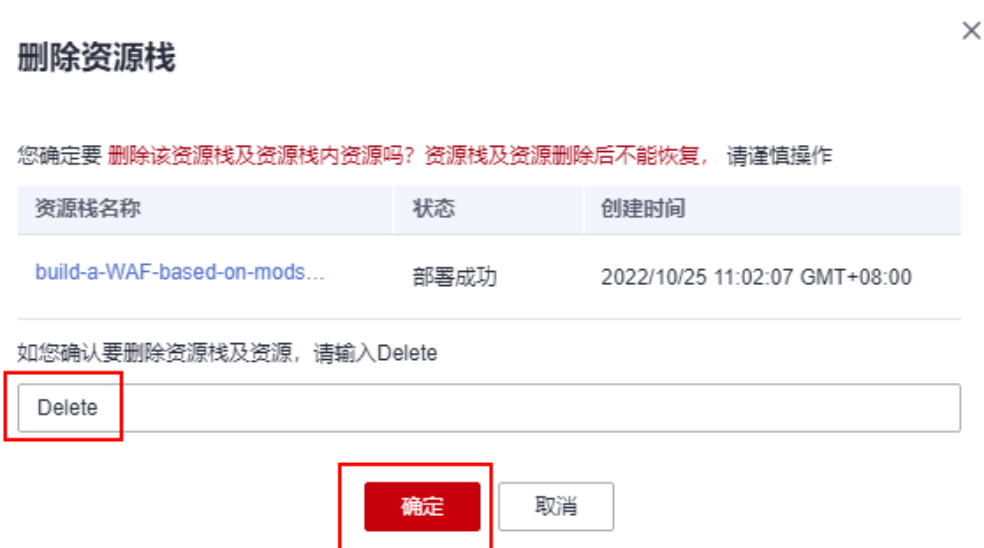 删除资源栈
您确定要 删除该资源栈及资源栈内资源吗？资源栈及资源删除后不能恢复， 请谨慎操作
资源栈名称 状态 创建时间
build-a-WAF-based-on-mods... 部署成功 2022/10/25 11:02:07 GMT+08:00
如您确认要删除资源栈及资源，请输入Delete
Delete
确定 取消